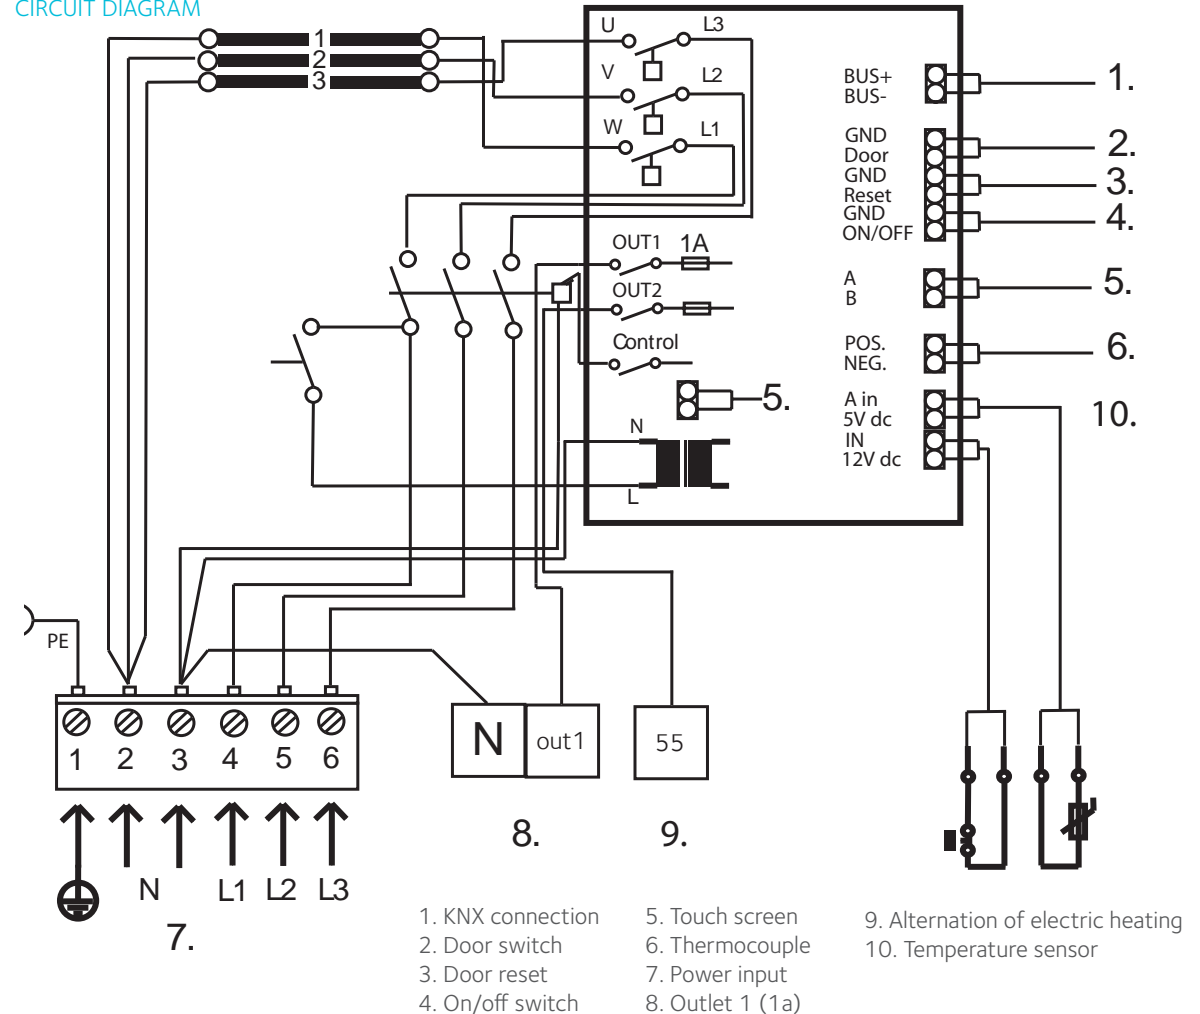 CIRCUIT DIAGRAM
1
2
3
U
L3
V
L2
W
L1
BUS+
BUS-
1.
GND
Door
2.
GND
Reset
3.
GND
ON/OFF
4.
OUT1
1A
OUT2
Control
A
B
5.
POS.
NEG.
6.
5.
A in
5V dc
10.
IN
12V dc
N
L
PE
1 2 3 4 5 6
N
out1
55
8.
9.
N
L1
L2
L3
7.
1. KNX connection
2. Door switch
3. Door reset
4. On/off switch
5. Touch screen
6. Thermocouple
7. Power input
8. Outlet 1 (1a)
9. Alternation of electric heating
10. Temperature sensor